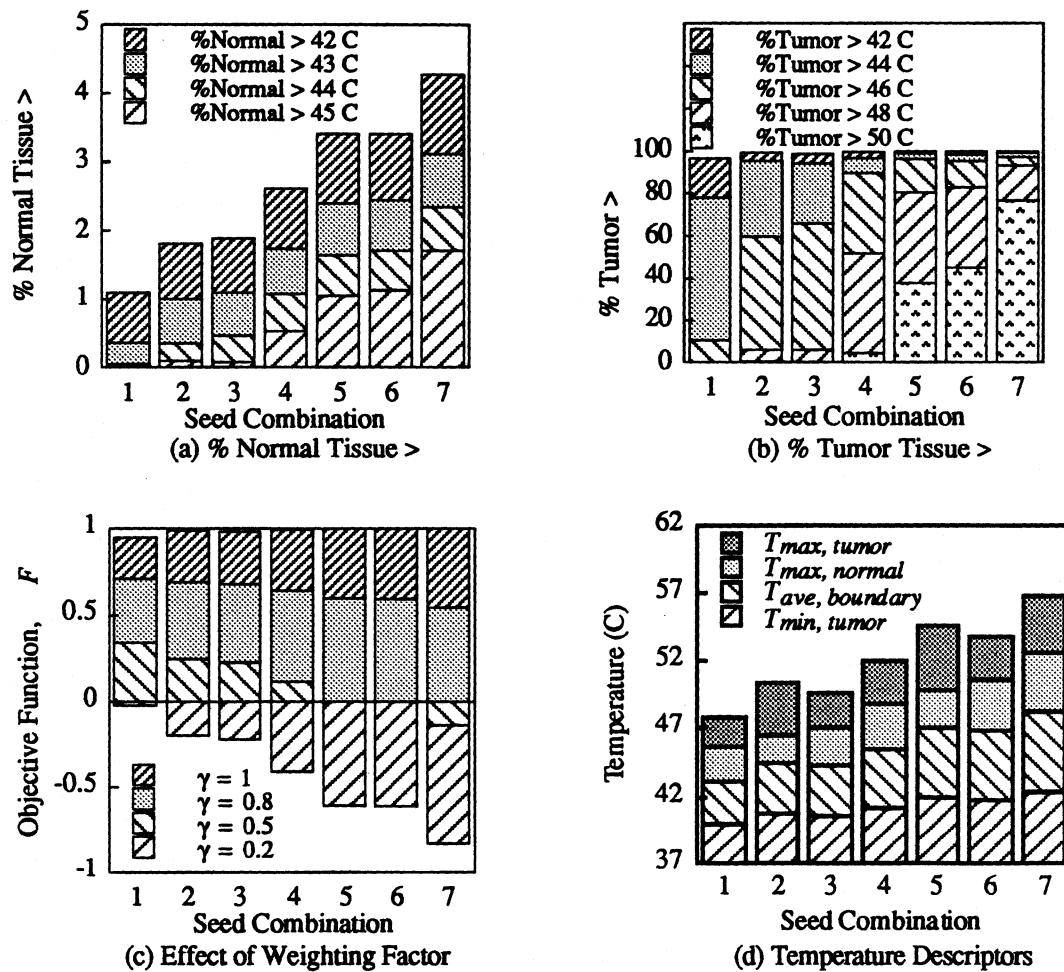 5
4
3
2
1
0
% Normal Tissue >
%Normal > 42 C
%Normal > 43 C
%Normal > 44 C
%Normal > 45 C
1 2 3 4 5 6 7
Seed Combination
(a) % Normal Tissue >
100
80
60
40
20
0
% Tumor >
%Tumor > 42 C
%Tumor > 44 C
%Tumor > 46 C
%Tumor > 48 C
%Tumor > 50 C
1 2 3 4 5 6 7
Seed Combination
(b) % Tumor Tissue >
1
0.5
0
-0.5
-1
Objective Function, F
γ = 1
γ = 0.8
γ = 0.5
γ = 0.2
1 2 3 4 5 6 7
Seed Combination
(c) Effect of Weighting Factor
62
57
52
47
42
37
Temperature (C)
Tmax, tumor
Tmax, normal
Tave, boundary
Tmin, tumor
1 2 3 4 5 6 7
Seed Combination
(d) Temperature Descriptors